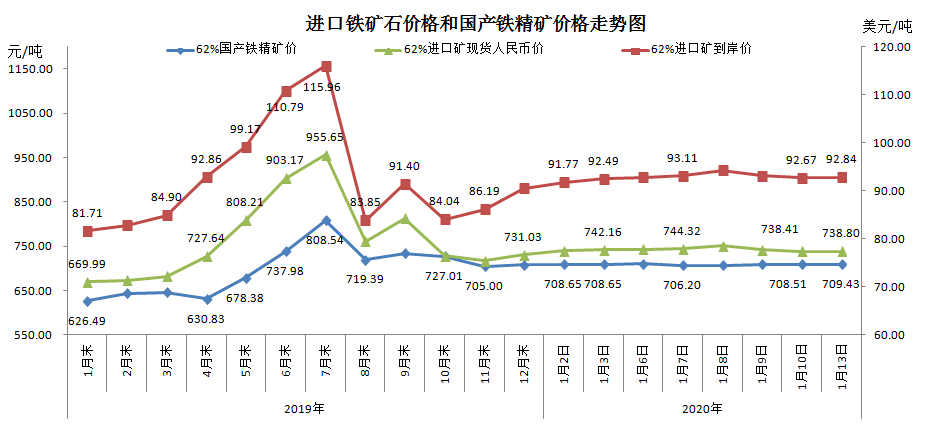 进口铁矿石价格和国产铁精矿价格走势图
元/吨
美元/吨
62%国产铁精矿价
62%进口矿现货人民币价
62%进口矿到岸价
1150.00
1050.00
950.00
850.00
750.00
650.00
550.00
120.00
110.00
100.00
90.00
80.00
70.00
60.00
81.71
84.90
92.86
99.17
110.79
115.96
83.85
91.40
84.04
86.19
91.77
92.49
93.11
92.67
92.84
669.99
727.64
808.21
903.17
955.65
731.03
742.16
744.32
738.41
738.80
626.49
630.83
678.38
737.98
808.54
719.39
727.01
705.00
708.65
708.65
706.20
708.51
709.43
1月末
2月末
3月末
4月末
5月末
6月末
7月末
8月末
9月末
10月末
11月末
12月末
1月2日
1月3日
1月6日
1月7日
1月8日
1月9日
1月10日
1月13日
2019年
2020年